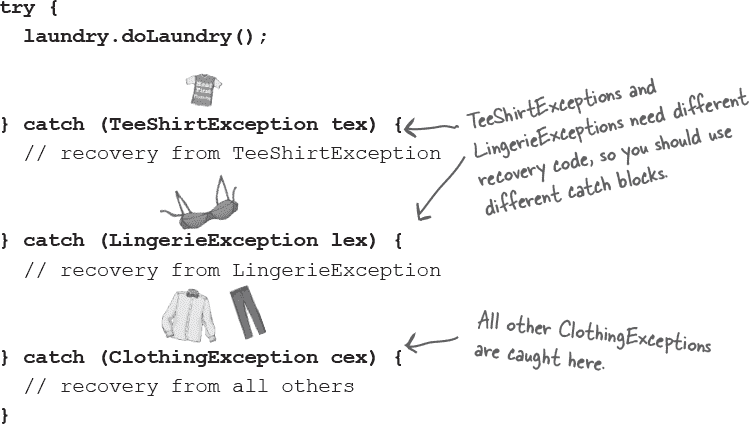 try {
laundry.doLaundry();
} catch (TeeShirtException tex) {
// recovery from TeeShirtException
TeeShirtExceptions and
LingerieExceptions need different
recovery code, so you should use
different catch blocks.
} catch (LingerieException lex) {
// recovery from LingerieException
} catch (ClothingException cex) {
// recovery from all others
}
All other ClothingExceptions
are caught here.